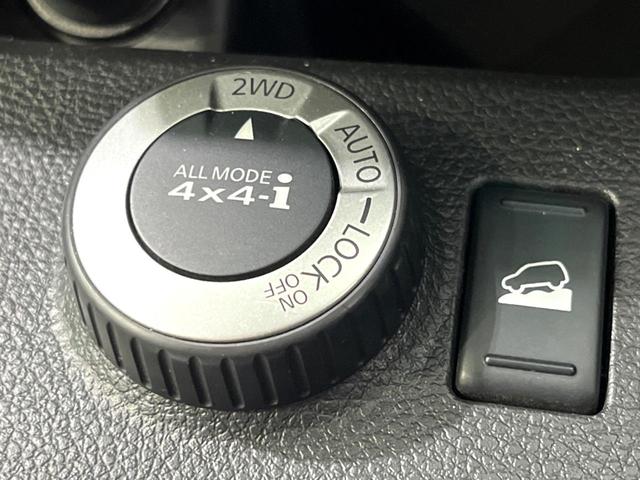 2WD
AUTO
LOCK
ON
OFF
ALL MODE
4x4-i